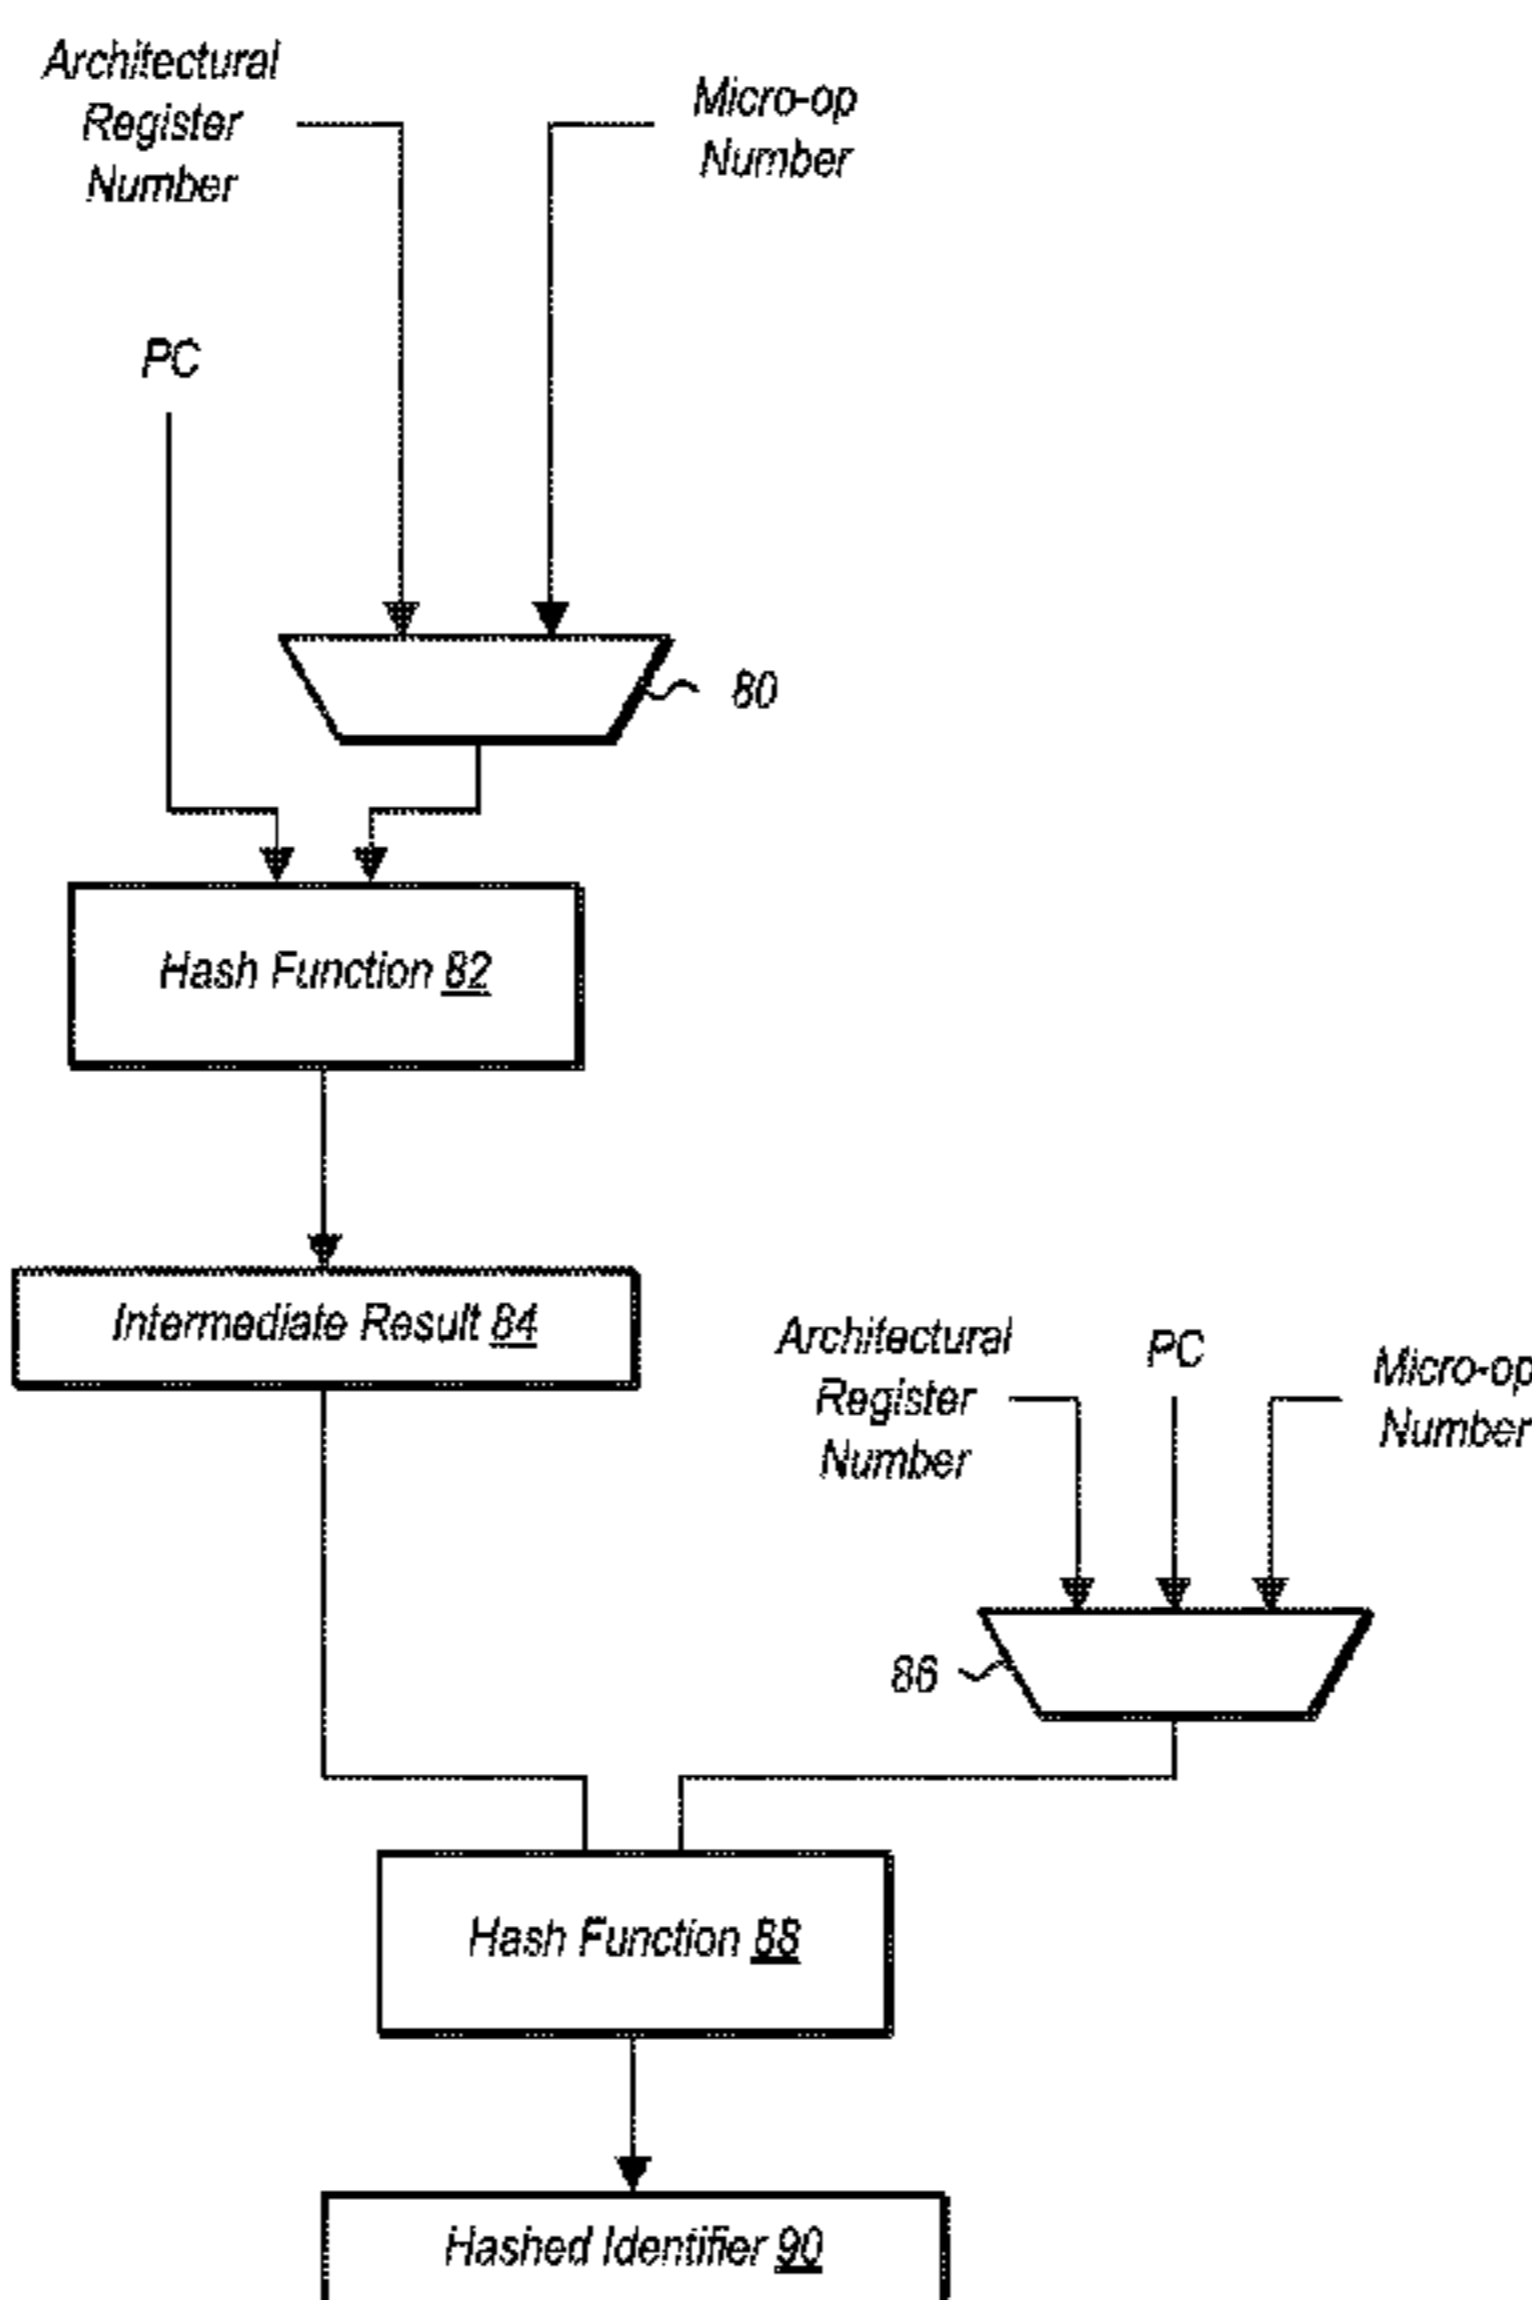 Architectural
Register
Number
Micro-op
Number
PC
80
Hash Function 82
Intermediate Result 84
Architectural
Register
Number
PC
Micro-op
Number
86
Hash Function 88
Hashed Identifier 90